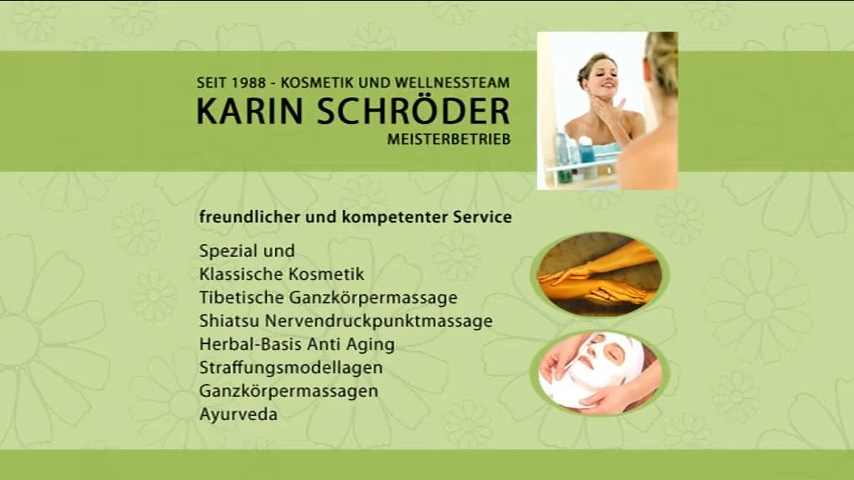 SEIT 1988 - KOSMETIK UND WELLNESSTEAM
KARIN SCHRÖDER
MEISTERBETRIEB
freundlicher und kompetenter Service
Spezial und
Klassische Kosmetik
Tibetische Ganzkörpermassage
Shiatsu Nervendruckpunktmassage
Herbal-Basis Anti Aging
Straffungsmodellagen
Ganzkörpermassagen
Ayurveda